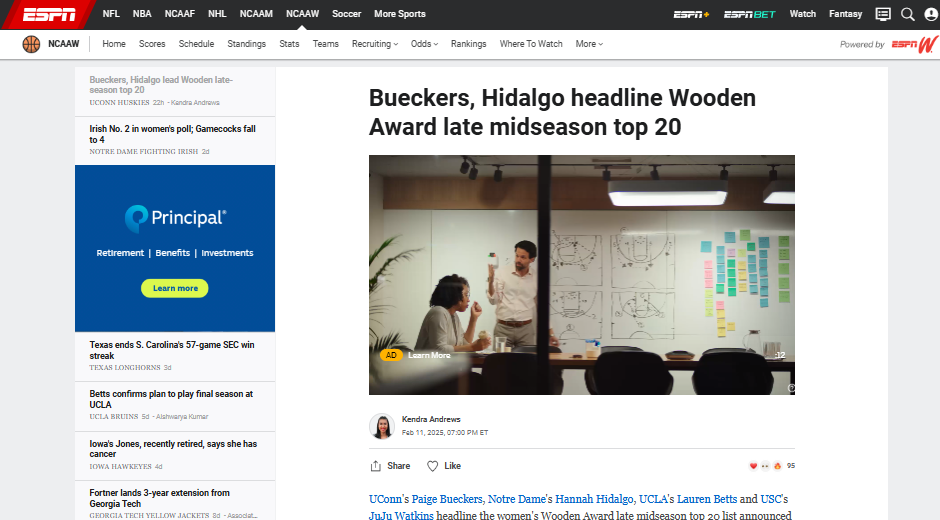 ESPN NFL NBA NCAAF NHL NCAAM NCAAW Soccer More Sports ESPN+ ESPN BET Watch Fantasy
NCAAW Home Scores Schedule Standings Stats Teams Recruiting Odds Rankings Where To Watch More Powered by ESPN W
Bueckers, Hidalgo lead Wooden late-
season top 20
UCONN HUSKIES 22h - Kendra Andrews
Irish No. 2 in women's poll; Gamecocks fall
to 4
NOTRE DAME FIGHTING IRISH 2d
Principal®
Retirement | Benefits | Investments
Learn more
Texas ends S. Carolina's 57-game SEC win
streak
TEXAS LONGHORNS 3d
Betts confirms plan to play final season at
UCLA
UCLA BRUINS 5d - Aishwarya Kumar
Iowa's Jones, recently retired, says she has
cancer
IOWA HAWKEYES 4d
Fortner lands 3-year extension from
Georgia Tech
GEORGIA TECH YELLOW JACKETS 8d - Associat...
Bueckers, Hidalgo headline Wooden
Award late midseason top 20
AD Learn More :12
Kendra Andrews
Feb 11, 2025, 07:00 PM ET
Share Like 95
UConn's Paige Bueckers, Notre Dame's Hannah Hidalgo, UCLA's Lauren Betts and USC's
JuJu Watkins headline the women's Wooden Award late midseason top 20 list announced